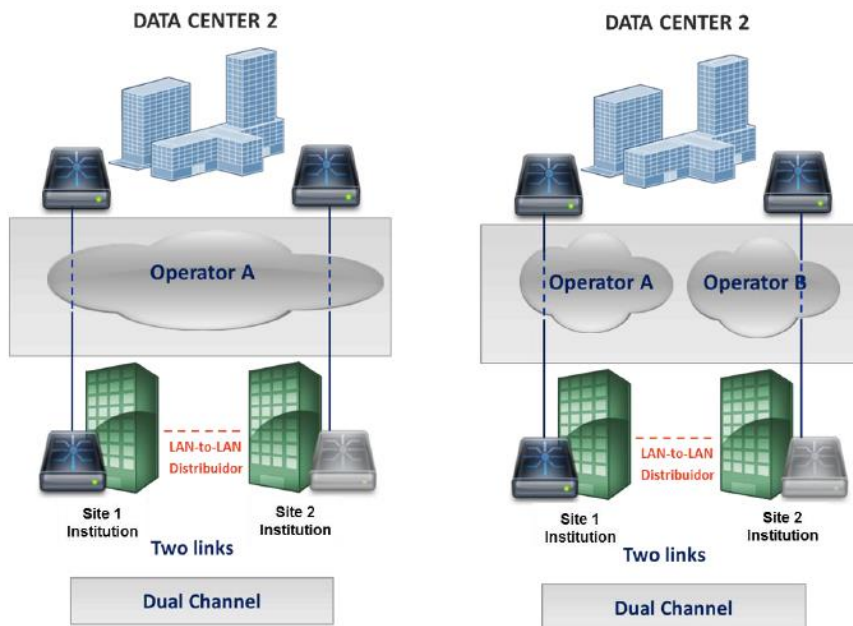 DATA CENTER 2
Operator A
LAN-to-LAN
Distribuidor
Site 1
Institution
Site 2
Institution
Two links
Dual Channel
DATA CENTER 2
Operator A
Operator B
LAN-to-LAN
Distribuidor
Site 1
Institution
Site 2
Institution
Two links
Dual Channel